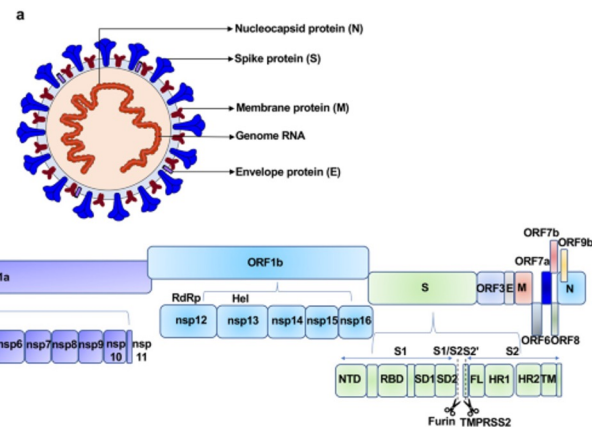 a
Nucleocapsid protein (N)
Spike protein (S)
Membrane protein (M)
Genome RNA
Envelope protein (E)
ORF7b
ORF9b
1a
ORF1b
ORF7a
S
ORF3 E M
N
RdRp Hel
nsp12 nsp13 nsp14 nsp15 nsp16
ORF6 ORF8
nsp6 nsp7 nsp8 nsp9 nsp 10 nsp 11
S1 S1/S2 S2' S2
NTD RBD SD1 SD2 FL HR1 HR2 TM
Furin TMPRSS2